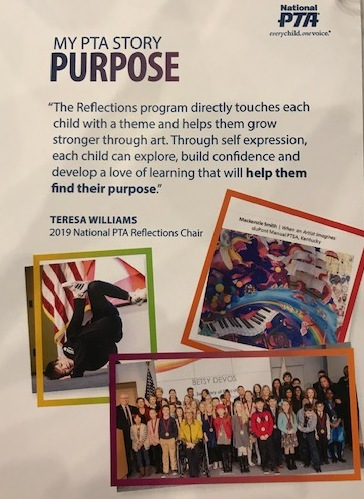 National
PTA
everychild.onevoice.®
MY PTA STORY
PURPOSE
“The Reflections program directly touches each
child with a theme and helps them grow
stronger through art. Through self expression,
each child can explore, build confidence and
develop a love of learning that will help them
find their purpose.”
TERESA WILLIAMS
2019 National PTA Reflections Chair
Mackenzie Smith | When an Artist Imagines
duPont Manual PTSA, Kentucky
BETSY DEVOS